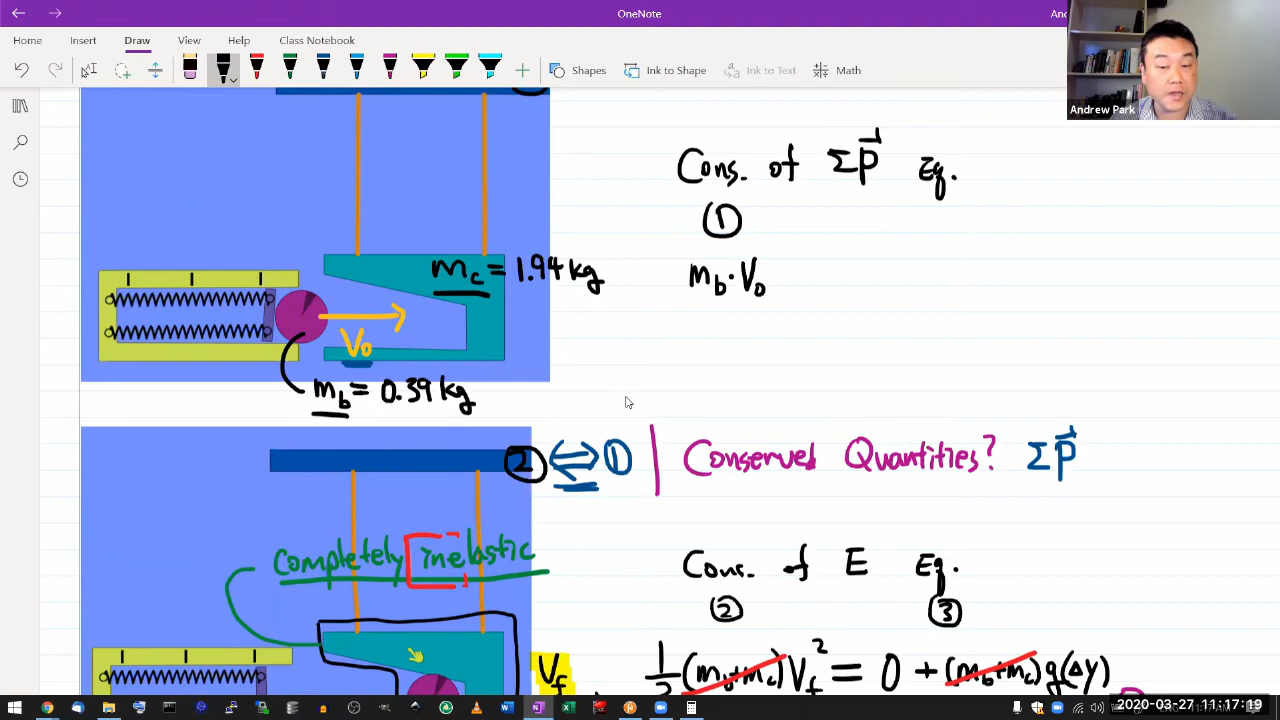 OneNote
An
Home Insert Draw View Help Class Notebook
Shapes Ink to Shape Ink to Text Math
Andrew Park
Cons. of Σp⃗ Eq.
①
m_b · V_0
m_c = 1.94 kg
V_0
m_b = 0.39 kg
② ⇔ ① | Conserved Quantities? Σp⃗
completely inelastic
Cons. of E Eq.
② ③
V_f
1/2 (m_b+m_c) V_f^2 = 0 + (m_b+m_c) g(Δy)
2020-03-27 11:17:19